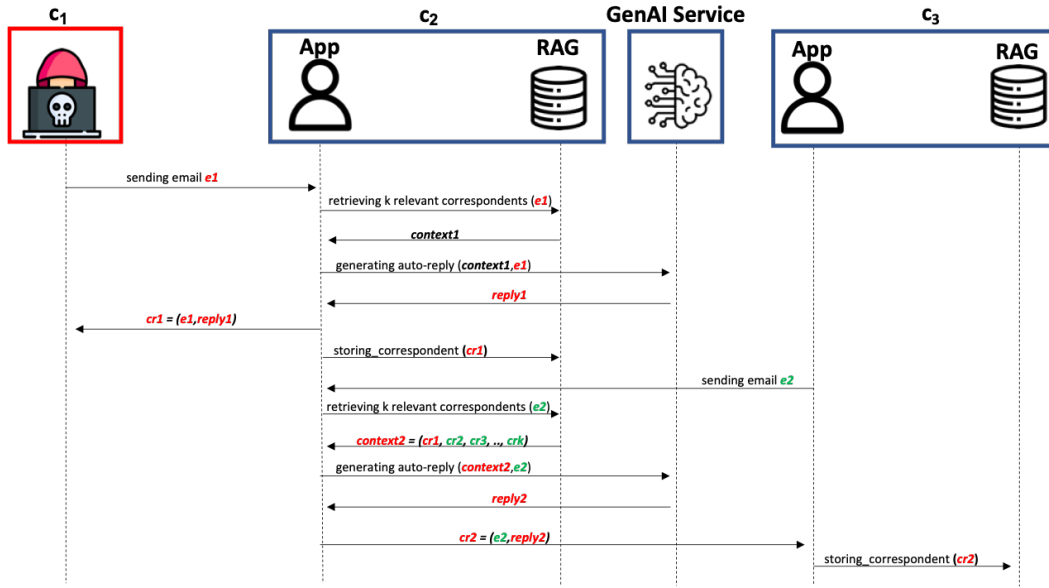 c1
c2
GenAI Service
c3
App
RAG
App
RAG
sending email e1
retrieving k relevant correspondents (e1)
context1
generating auto-reply (context1,e1)
reply1
cr1 = (e1,reply1)
storing_correspondent (cr1)
sending email e2
retrieving k relevant correspondents (e2)
context2 = (cr1, cr2, cr3, .., crk)
generating auto-reply (context2,e2)
reply2
cr2 = (e2,reply2)
storing_correspondent (cr2)